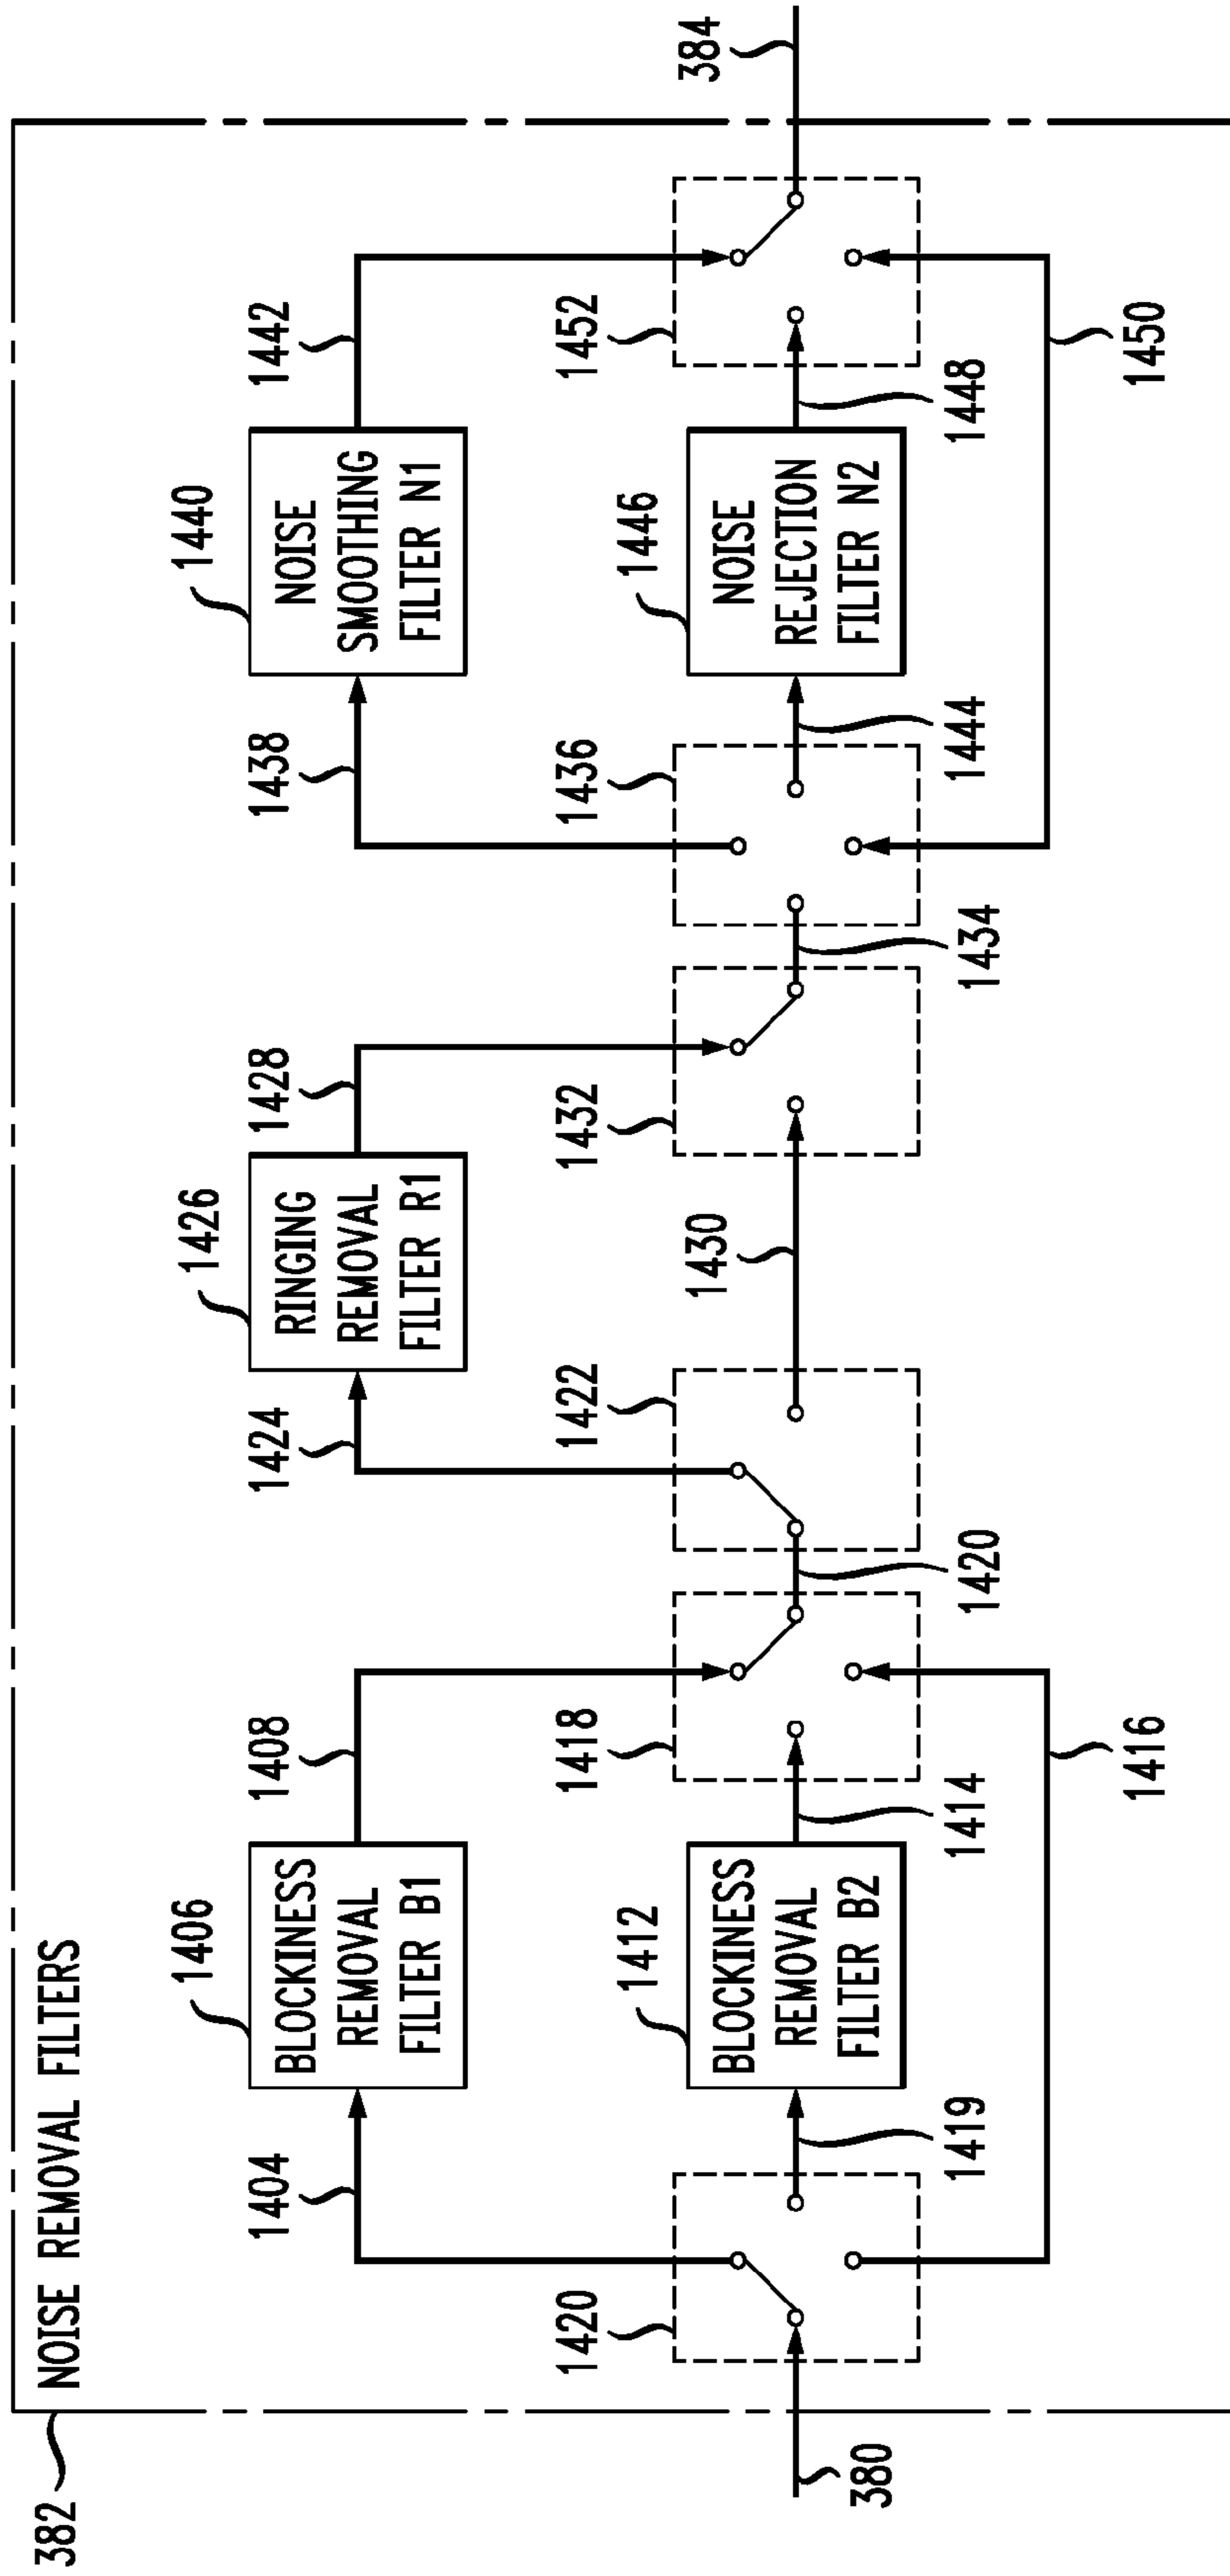 382
NOISE REMOVAL FILTERS
1406
1426
1440
1404
1408
1424
1428
1438
1442
BLOCKINESS
REMOVAL
FILTER B1
RINGING
REMOVAL
FILTER R1
NOISE
SMOOTHING
FILTER N1
1420
1412
1418
1422
1432
1436
1446
1452
380
BLOCKINESS
REMOVAL
FILTER B2
1430
NOISE
REJECTION
FILTER N2
384
1419
1414
1420
1434
1444
1448
1416
1450